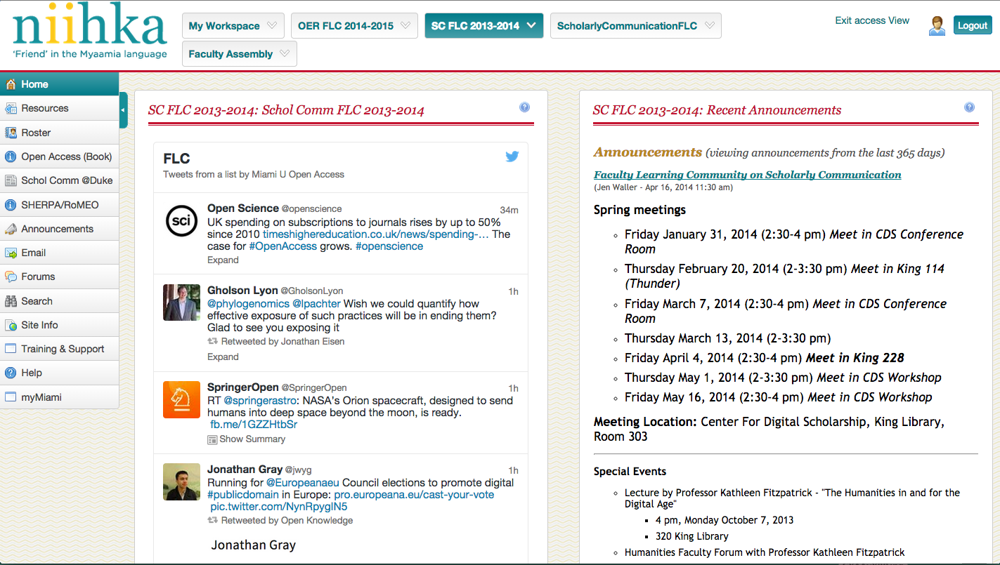 niihka
'Friend' in the Myaamia language
My Workspace
OER FLC 2014-2015
SC FLC 2013-2014
ScholarlyCommunicationFLC
Faculty Assembly
Exit access View
Logout
Home
Resources
Roster
Open Access (Book)
Schol Comm @Duke
SHERPA/RoMEO
Announcements
Email
Forums
Search
Site Info
Training & Support
Help
myMiami
SC FLC 2013-2014: Schol Comm FLC 2013-2014
FLC
Tweets from a list by Miami U Open Access
sci
Open Science @openscience
34m
UK spending on subscriptions to journals rises by up to 50%
since 2010 timeshighereducation.co.uk/news/spending-… The
case for #OpenAccess grows. #openscience
Expand
Gholson Lyon @GholsonLyon
1h
@phylogenomics @lpachter Wish we could quantify how
effective exposure of such practices will be in ending them?
Glad to see you exposing it
Retweeted by Jonathan Eisen
Expand
SpringerOpen @SpringerOpen
1h
RT @springerastro: NASA's Orion spacecraft, designed to send
humans into deep space beyond the moon, is ready.
fb.me/1GZZHtbSr
Show Summary
Jonathan Gray @jwyg
1h
Running for @Europeanaeu Council elections to promote digital
#publicdomain in Europe: pro.europeana.eu/cast-your-vote
pic.twitter.com/NynRpyglN5
Retweeted by Open Knowledge
Jonathan Gray
SC FLC 2013-2014: Recent Announcements
Announcements (viewing announcements from the last 365 days)
Faculty Learning Community on Scholarly Communication
(Jen Waller - Apr 16, 2014 11:30 am)
Spring meetings
Friday January 31, 2014 (2:30-4 pm) Meet in CDS Conference
Room
Thursday February 20, 2014 (2-3:30 pm) Meet in King 114
(Thunder)
Friday March 7, 2014 (2:30-4 pm) Meet in CDS Conference
Room
Thursday March 13, 2014 (2-3:30 pm)
Friday April 4, 2014 (2:30-4 pm) Meet in King 228
Thursday May 1, 2014 (2-3:30 pm) Meet in CDS Workshop
Friday May 16, 2014 (2:30-4 pm) Meet in CDS Workshop
Meeting Location: Center For Digital Scholarship, King Library,
Room 303
Special Events
Lecture by Professor Kathleen Fitzpatrick - "The Humanities in and for the
Digital Age"
4 pm, Monday October 7, 2013
320 King Library
Humanities Faculty Forum with Professor Kathleen Fitzpatrick